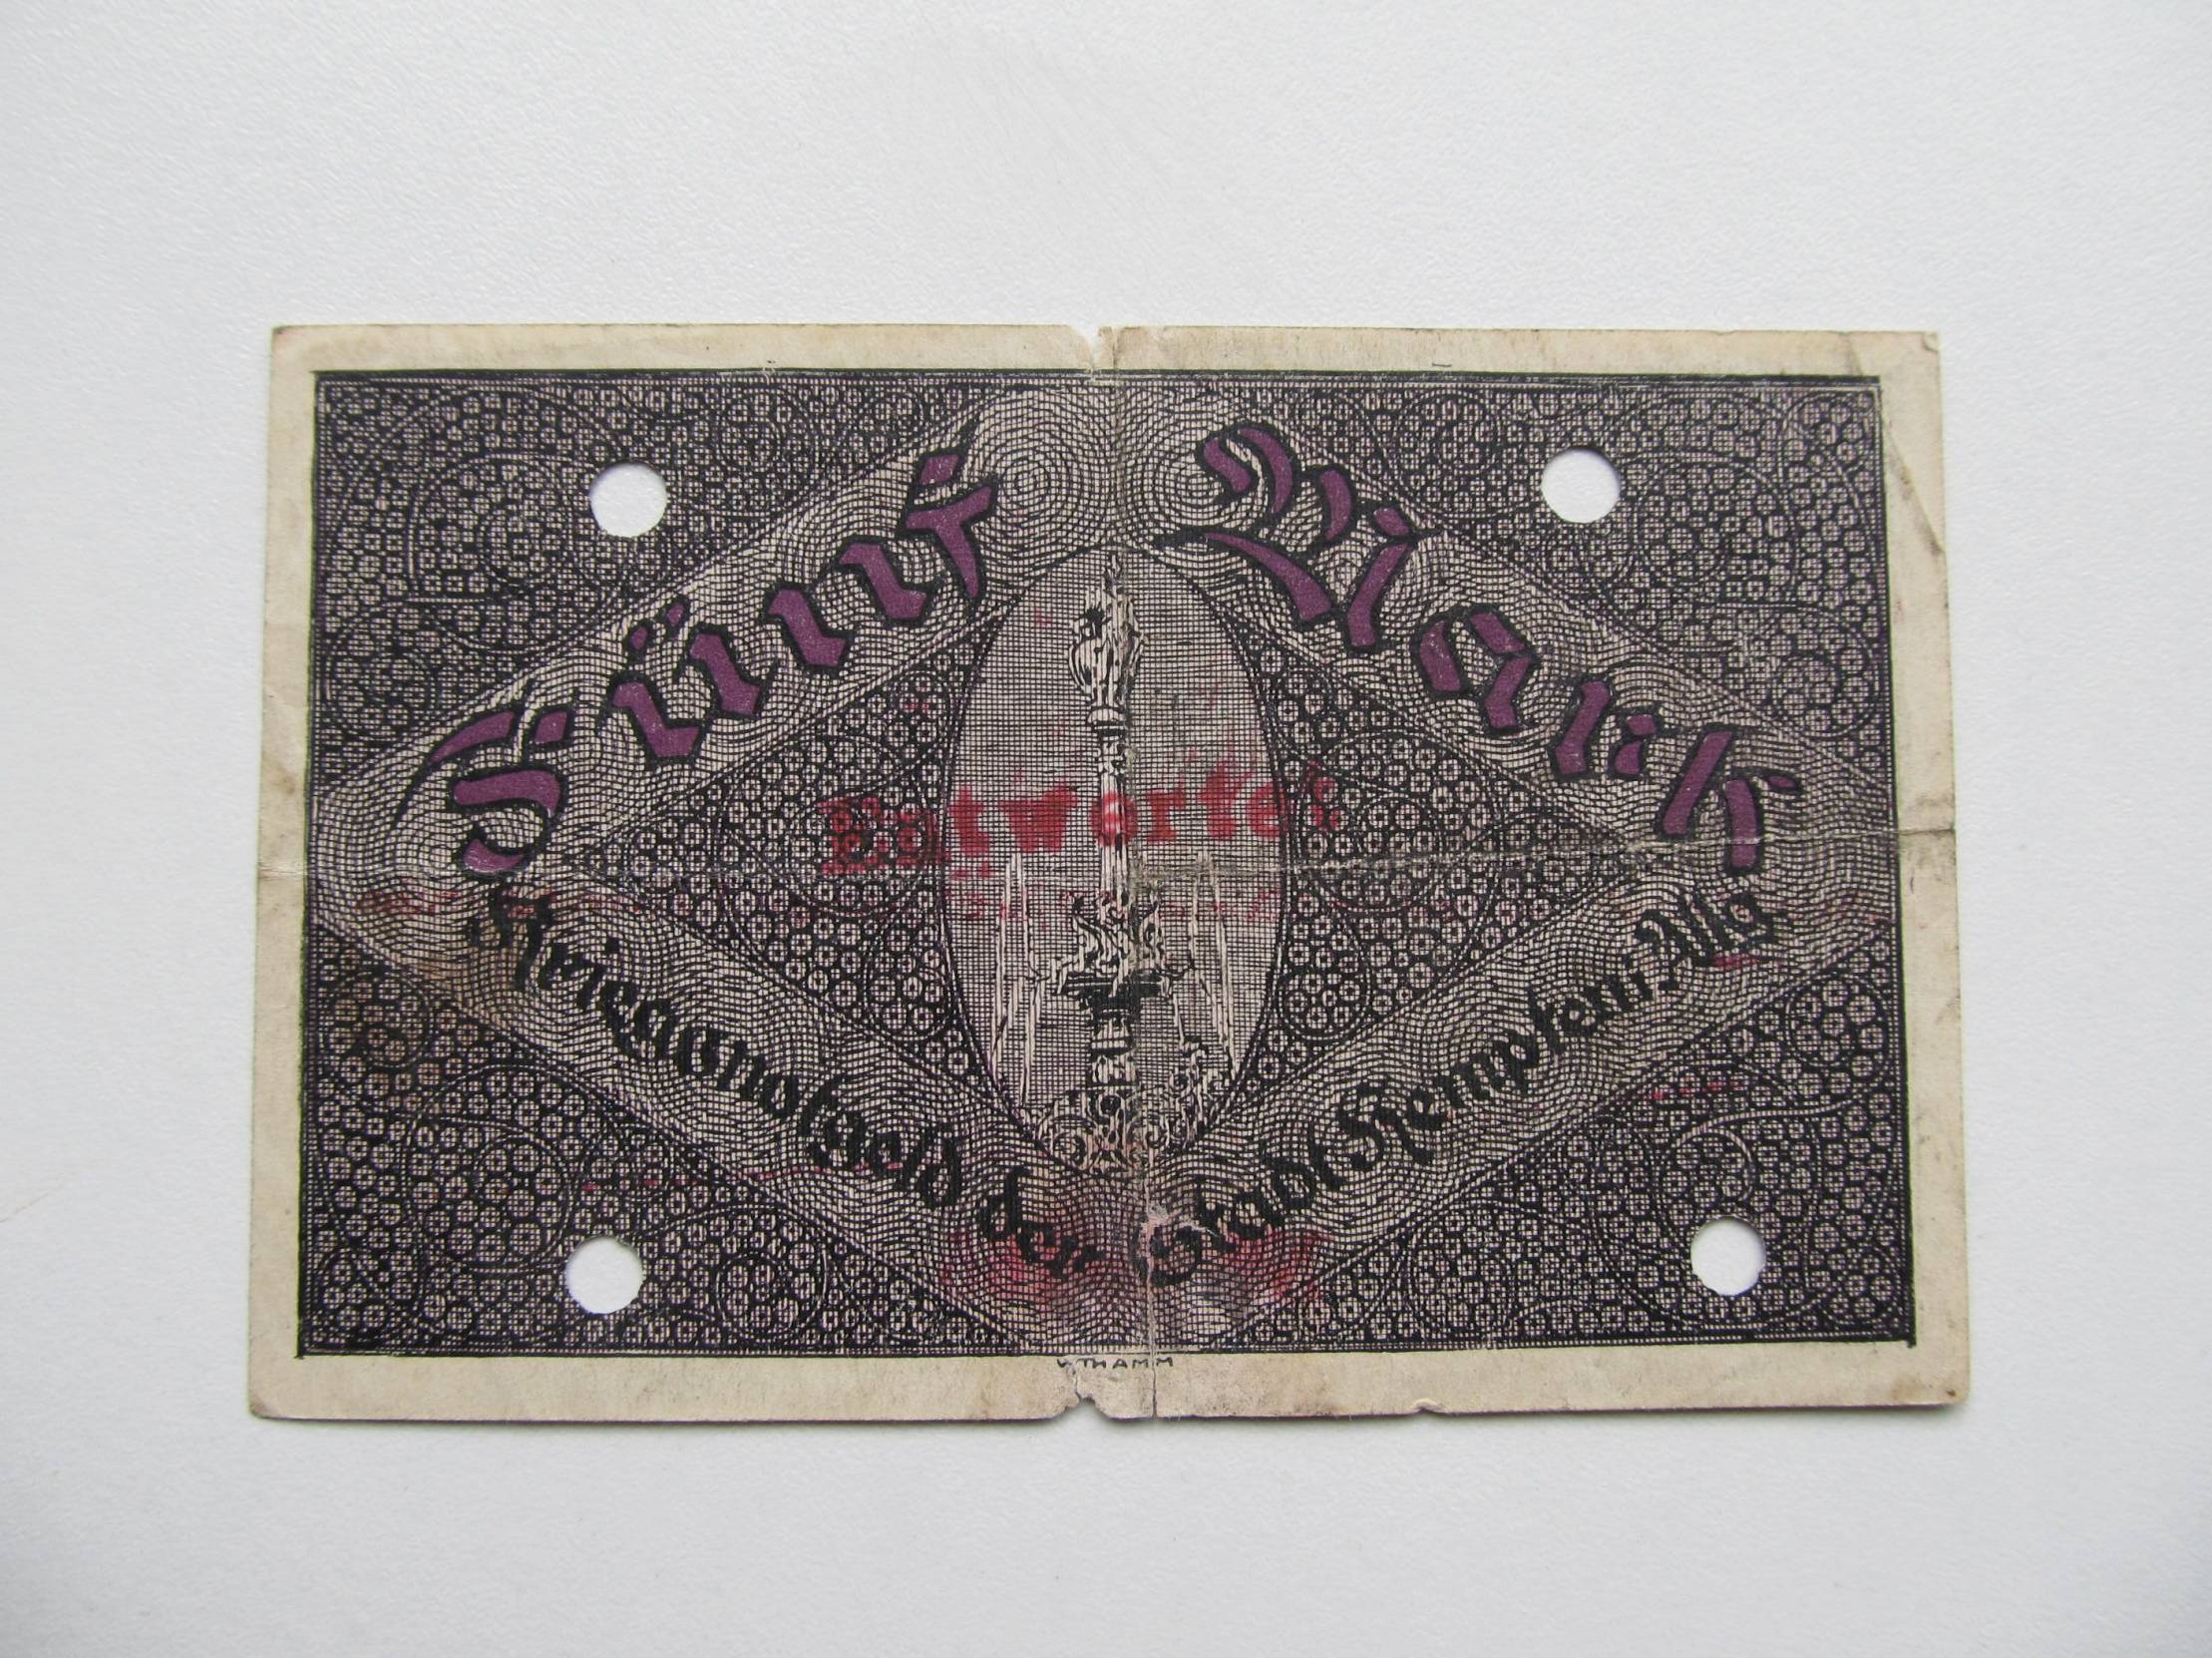 Fünf Mark
Entwertet
Kriegsnotgeld der Stadt Kempten i/Allg.
THAMM